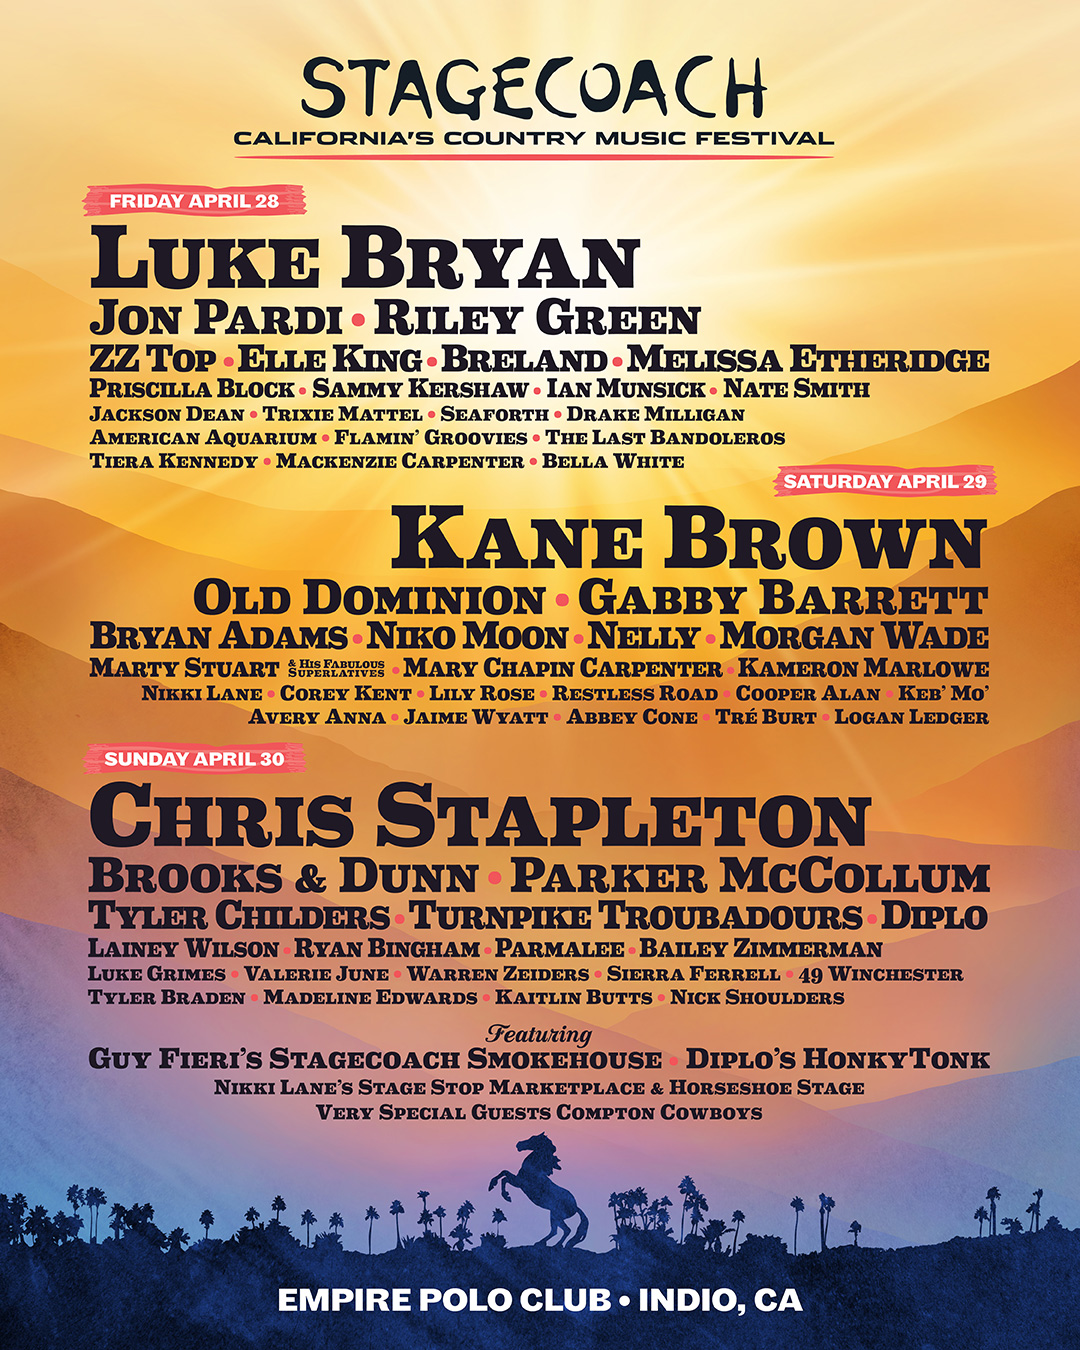 STAGECOACH
CALIFORNIA'S COUNTRY MUSIC FESTIVAL
FRIDAY APRIL 28
LUKE BRYAN
JON PARDI • RILEY GREEN
ZZ TOP • ELLE KING • BRELAND • MELISSA ETHERIDGE
PRISCILLA BLOCK • SAMMY KERSHAW • IAN MUNSICK • NATE SMITH
JACKSON DEAN • TRIXIE MATTEL • SEAFORTH • DRAKE MILLIGAN
AMERICAN AQUARIUM • FLAMIN' GROOVIES • THE LAST BANDOLEROS
TIERA KENNEDY • MACKENZIE CARPENTER • BELLA WHITE
SATURDAY APRIL 29
KANE BROWN
OLD DOMINION • GABBY BARRETT
BRYAN ADAMS • NIKO MOON • NELLY • MORGAN WADE
MARTY STUART & HIS FABULOUS SUPERLATIVES • MARY CHAPIN CARPENTER • KAMERON MARLOWE
NIKKI LANE • COREY KENT • LILY ROSE • RESTLESS ROAD • COOPER ALAN • KEB' MO'
AVERY ANNA • JAIME WYATT • ABBEY CONE • TRÉ BURT • LOGAN LEDGER
SUNDAY APRIL 30
CHRIS STAPLETON
BROOKS & DUNN • PARKER MCCOLLUM
TYLER CHILDERS • TURNPIKE TROUBADOURS • DIPLO
LAINEY WILSON • RYAN BINGHAM • PARMALEE • BAILEY ZIMMERMAN
LUKE GRIMES • VALERIE JUNE • WARREN ZEIDERS • SIERRA FERRELL • 49 WINCHESTER
TYLER BRADEN • MADELINE EDWARDS • KAITLIN BUTTS • NICK SHOULDERS
Featuring
GUY FIERI'S STAGECOACH SMOKEHOUSE • DIPLO'S HONKYTONK
NIKKI LANE'S STAGE STOP MARKETPLACE & HORSESHOE STAGE
VERY SPECIAL GUESTS COMPTON COWBOYS
EMPIRE POLO CLUB • INDIO, CA